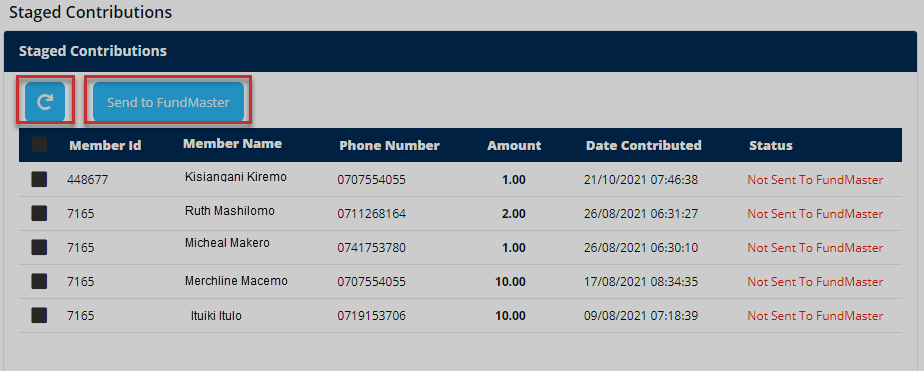 Staged Contributions
Staged Contributions
Send to FundMaster
Member Id Member Name Phone Number Amount Date Contributed Status
448677 Kisiangani Kiremo 0707554055 1.00 21/10/2021 07:46:38 Not Sent To FundMaster
7165 Ruth Mashilomo 0711268164 2.00 26/08/2021 06:31:27 Not Sent To FundMaster
7165 Micheal Makero 0741753780 1.00 26/08/2021 06:30:10 Not Sent To FundMaster
7165 Merchline Macemo 0707554055 10.00 17/08/2021 08:34:35 Not Sent To FundMaster
7165 Ituiki Itulo 0719153706 10.00 09/08/2021 07:18:39 Not Sent To FundMaster